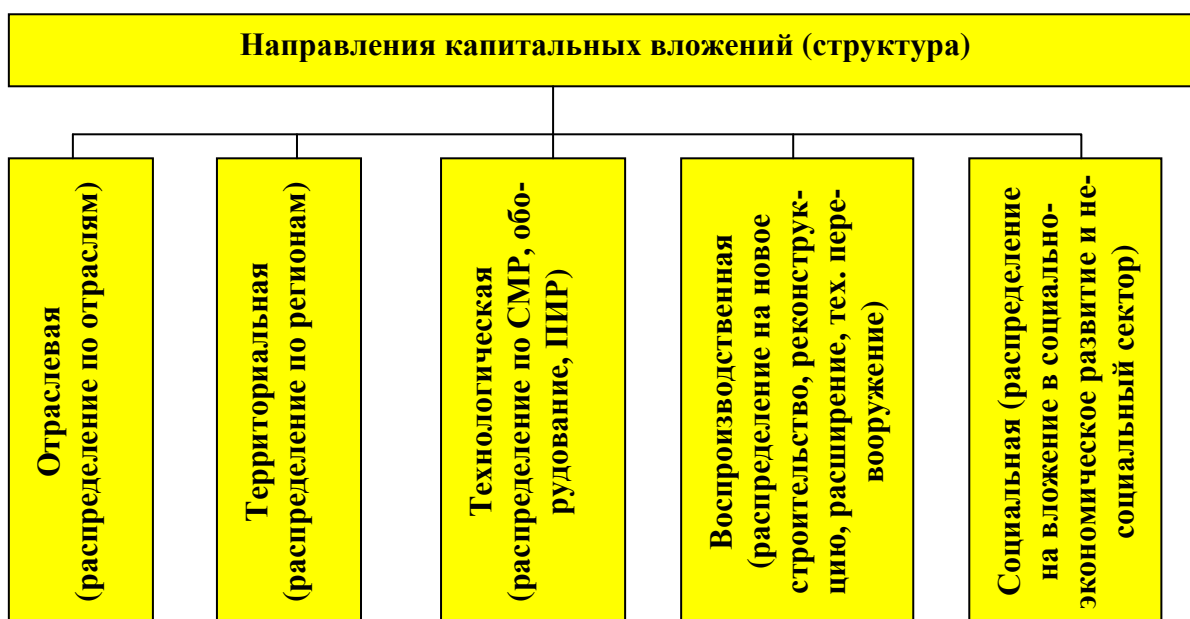 Направления капитальных вложений (структура)
Отраслевая
(распределение по отраслям)
Территориальная
(распределение по регионам)
Технологическая
(распределение по СМР, обо-
рудование, ПИР)
Воспроизводственная
(распределение на новое
строительство, реконструк-
цию, расширение, тех. пере-
вооружение)
Социальная (распределение
на вложение в социально-
экономическое развитие и не-
социальный сектор)